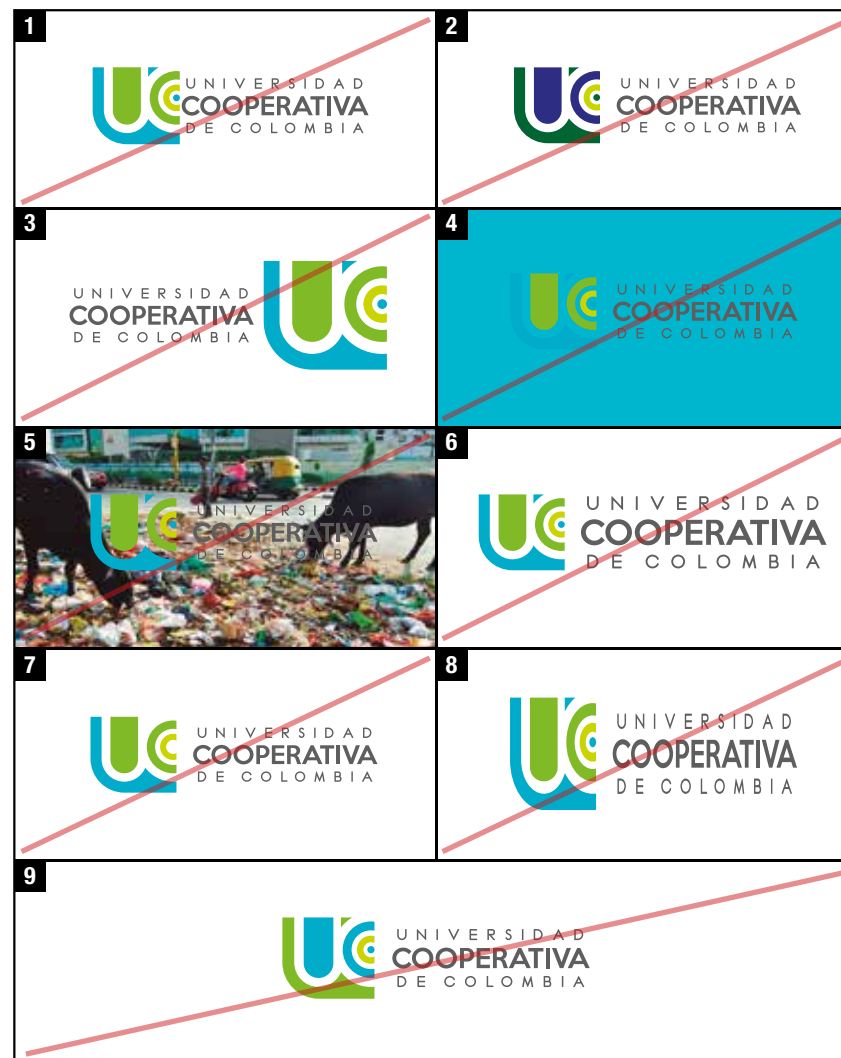 1
UNIVERSIDAD
COOPERATIVA
DE COLOMBIA
2
UNIVERSIDAD
COOPERATIVA
DE COLOMBIA
3
UNIVERSIDAD
COOPERATIVA
DE COLOMBIA
UC
4
UNIVERSIDAD
COOPERATIVA
DE COLOMBIA
5
UNIVERSIDAD
COOPERATIVA
DE COLOMBIA
6
UNIVERSIDAD
COOPERATIVA
DE COLOMBIA
7
UNIVERSIDAD
COOPERATIVA
DE COLOMBIA
8
UNIVERSIDAD
COOPERATIVA
DE COLOMBIA
9
UNIVERSIDAD
COOPERATIVA
DE COLOMBIA